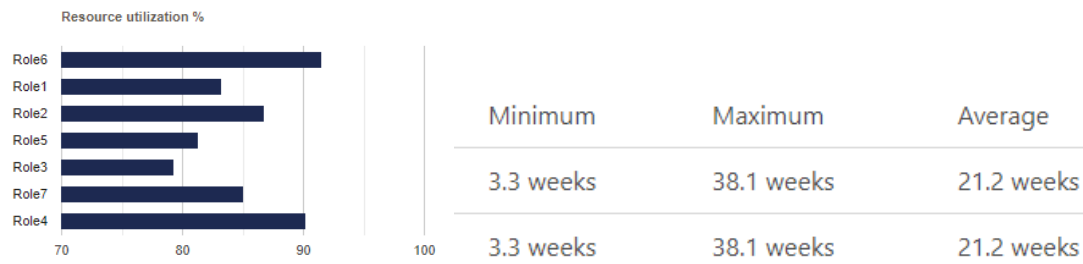 Resource utilization %
Role6
Role1
Role2
Role5
Role3
Role7
Role4
70 80 90 100
Minimum Maximum Average
3.3 weeks 38.1 weeks 21.2 weeks
3.3 weeks 38.1 weeks 21.2 weeks